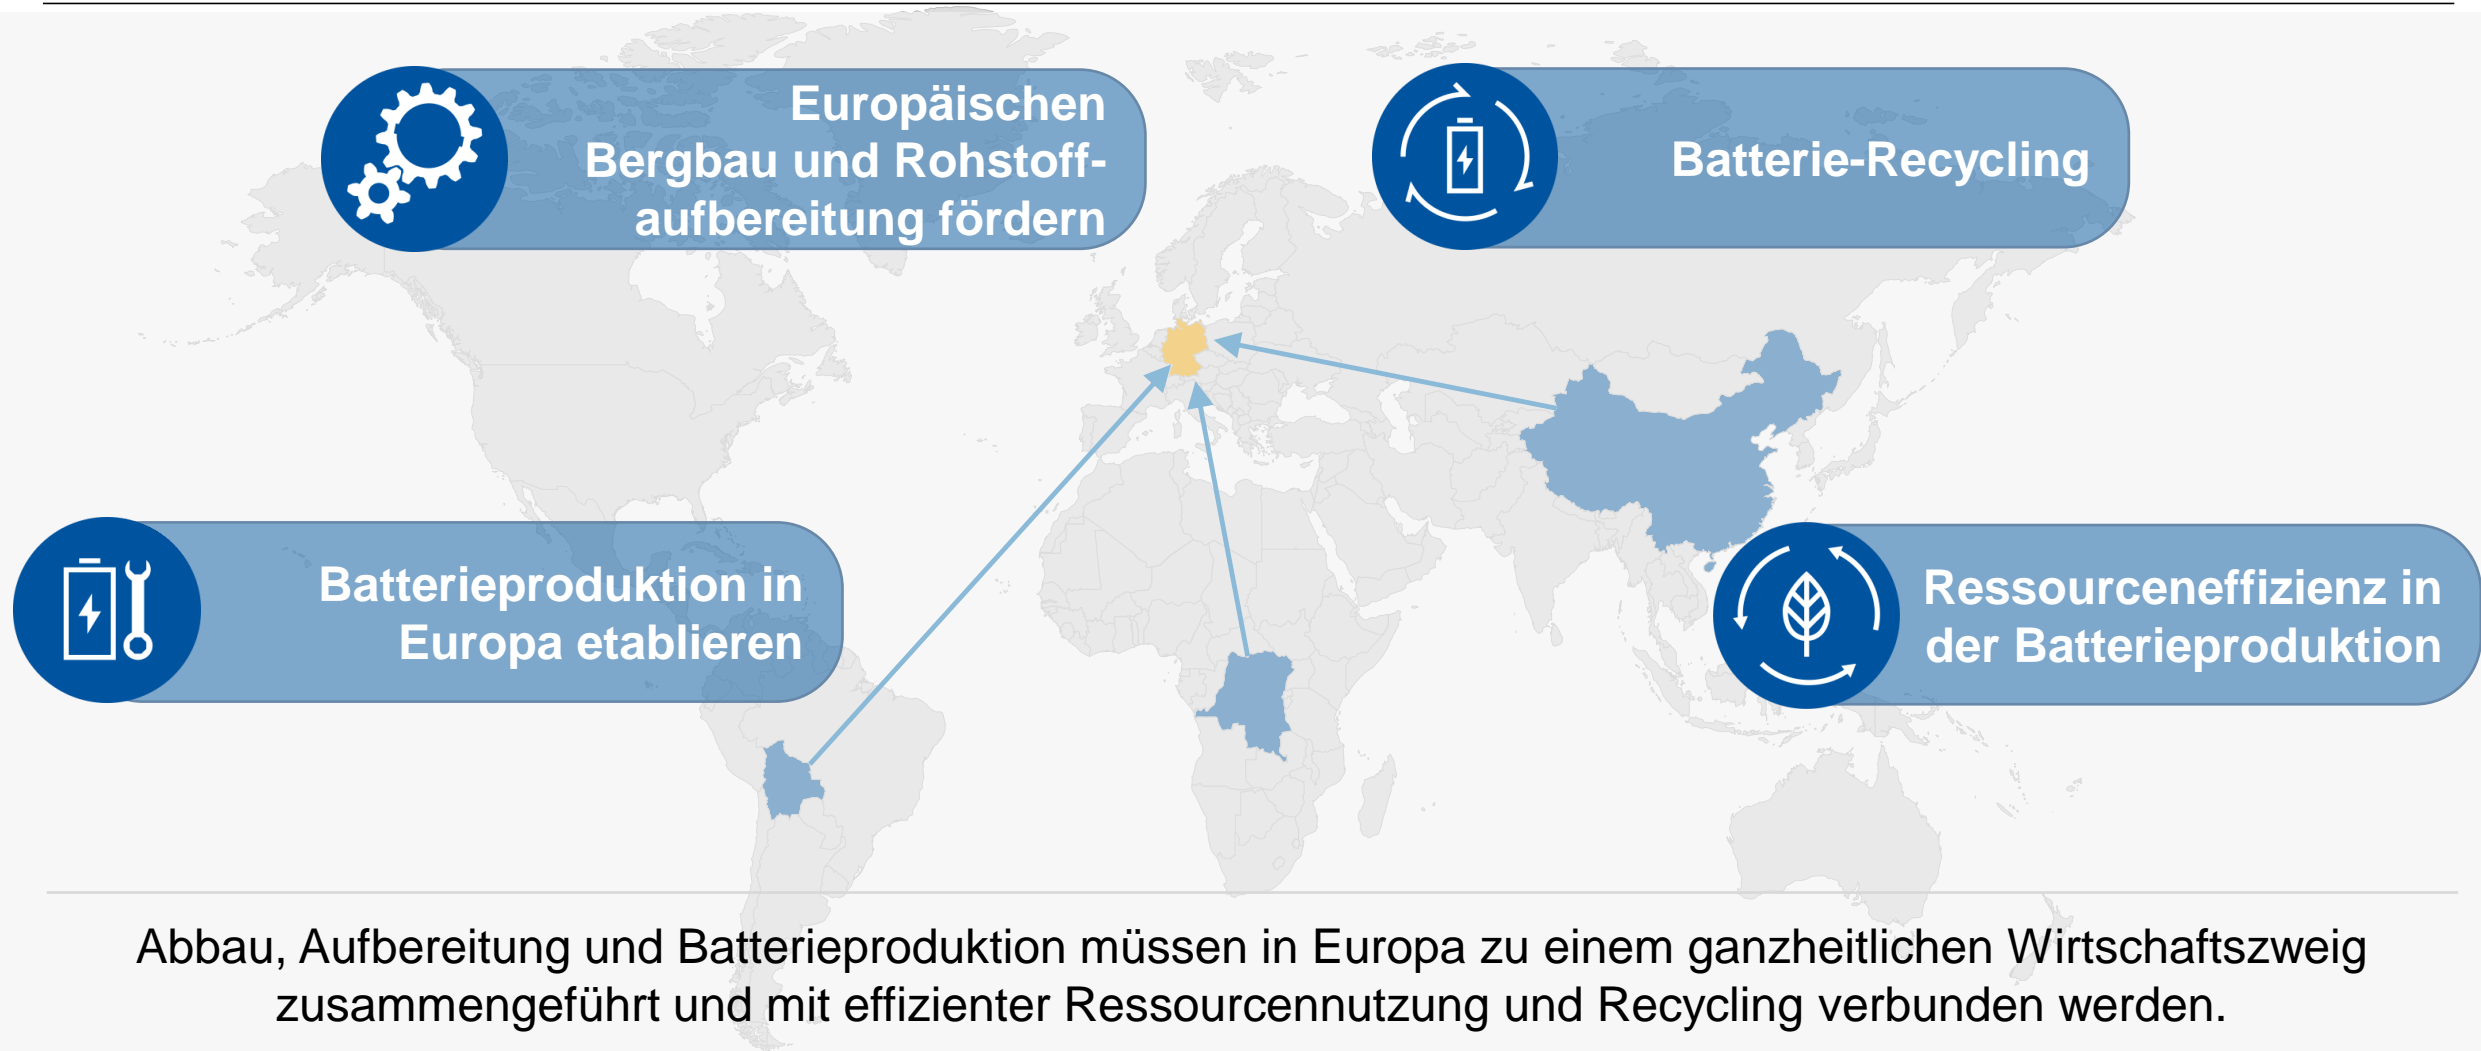 Europäischen
Bergbau und Rohstoff-
aufbereitung fördern
Batterie-Recycling
Batterieproduktion in
Europa etablieren
Ressourceneffizienz in
der Batterieproduktion
Abbau, Aufbereitung und Batterieproduktion müssen in Europa zu einem ganzheitlichen Wirtschaftszweig
zusammengeführt und mit effizienter Ressourcennutzung und Recycling verbunden werden.